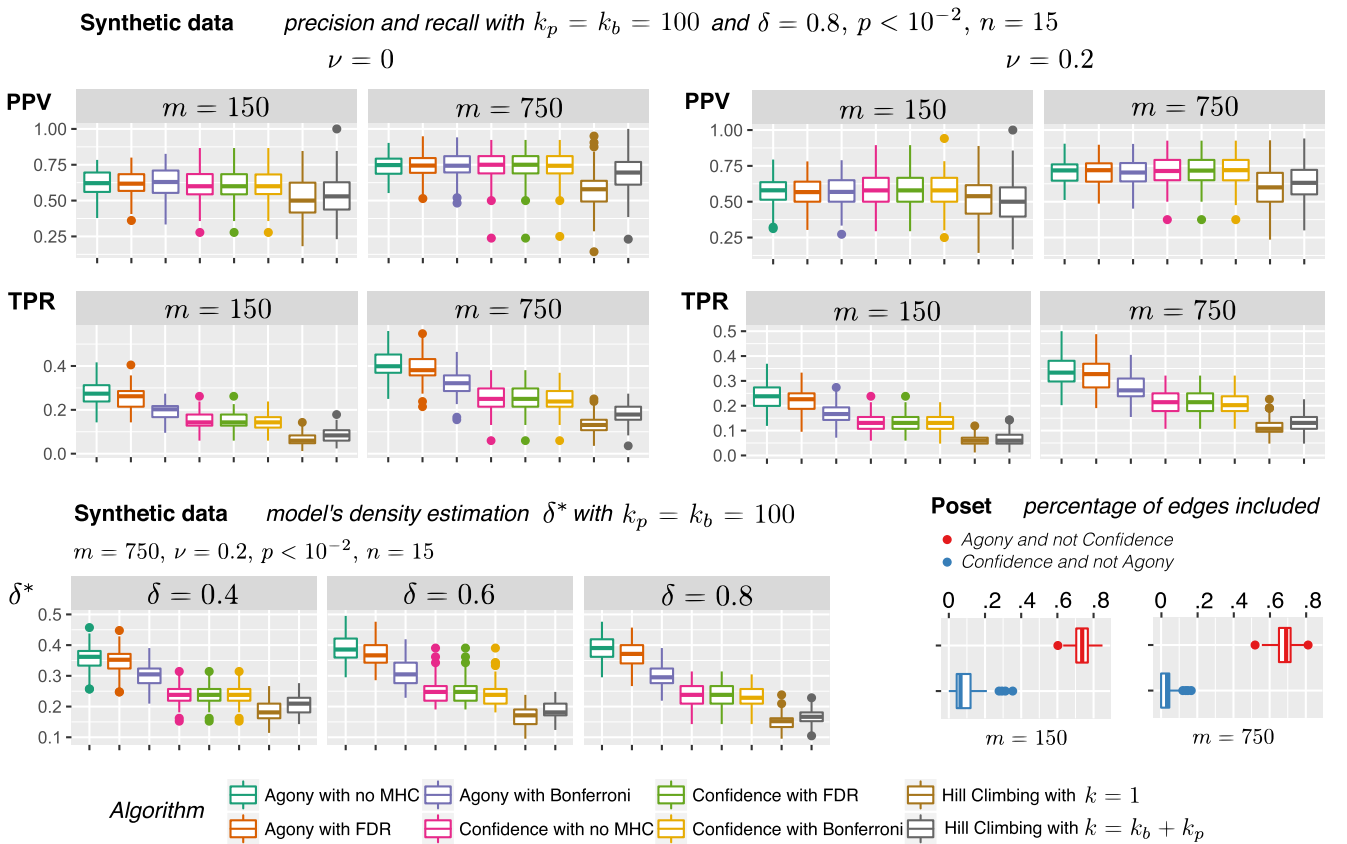 Synthetic data precision and recall with kₚ = k_b = 100 and δ = 0.8, p < 10⁻², n = 15
ν = 0 ν = 0.2
PPV m = 150 m = 750 PPV m = 150 m = 750
1.00
0.75
0.50
0.25
1.00
0.75
0.50
0.25
TPR m = 150 m = 750 TPR m = 150 m = 750
0.4
0.2
0.0
0.5
0.4
0.3
0.2
0.1
0.0
Synthetic data model's density estimation δ* with kₚ = k_b = 100
m = 750, ν = 0.2, p < 10⁻², n = 15
δ* δ = 0.4 δ = 0.6 δ = 0.8
0.5
0.4
0.3
0.2
0.1
Poset percentage of edges included
Agony and not Confidence
Confidence and not Agony
0 .2 .4 .6 .8 0 .2 .4 .6 .8
m = 150 m = 750
Algorithm
Agony with no MHC Agony with Bonferroni Confidence with FDR Hill Climbing with k = 1
Agony with FDR Confidence with no MHC Confidence with Bonferroni Hill Climbing with k = k_b + kₚ